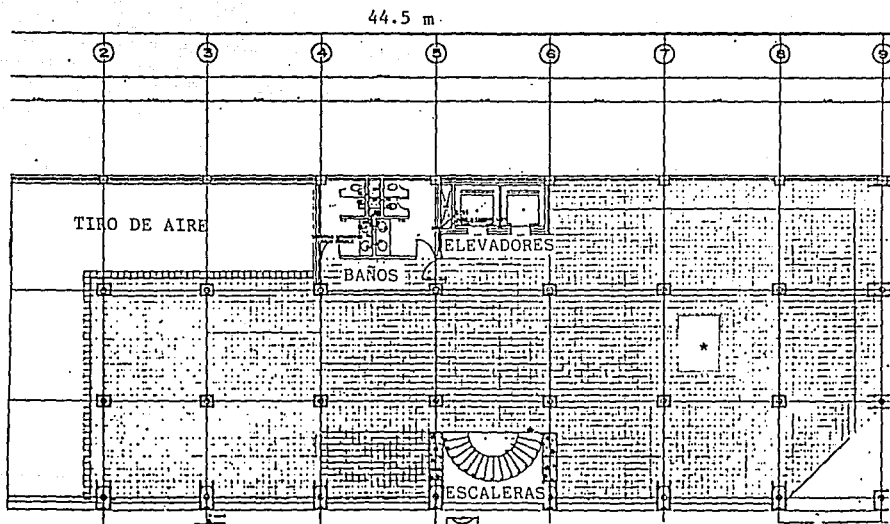 44.5 m
2 3 4 5 6 7 8 9
TIRO DE AIRE
ELEVADORES
BAÑOS
*
ESCALERAS